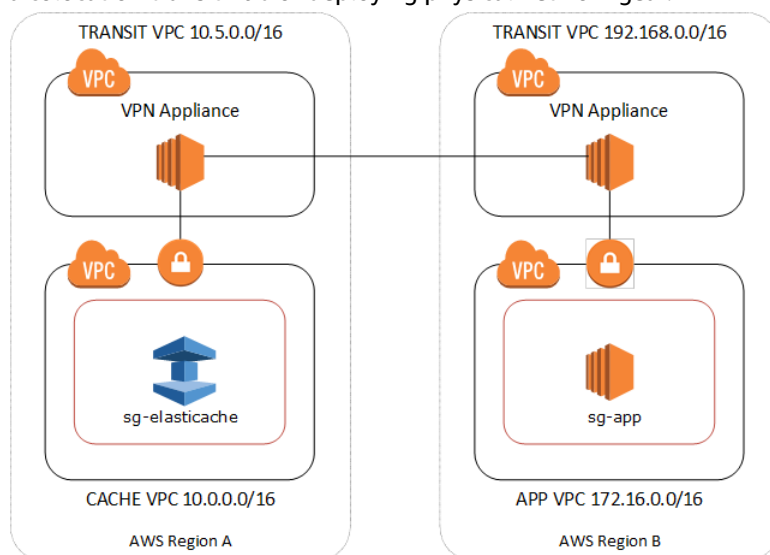 TRANSIT VPC 10.5.0.0/16
TRANSIT VPC 192.168.0.0/16
VPC
VPC
VPN Appliance
VPN Appliance
VPC
VPC
sg-elasticache
sg-app
CACHE VPC 10.0.0.0/16
APP VPC 172.16.0.0/16
AWS Region A
AWS Region B